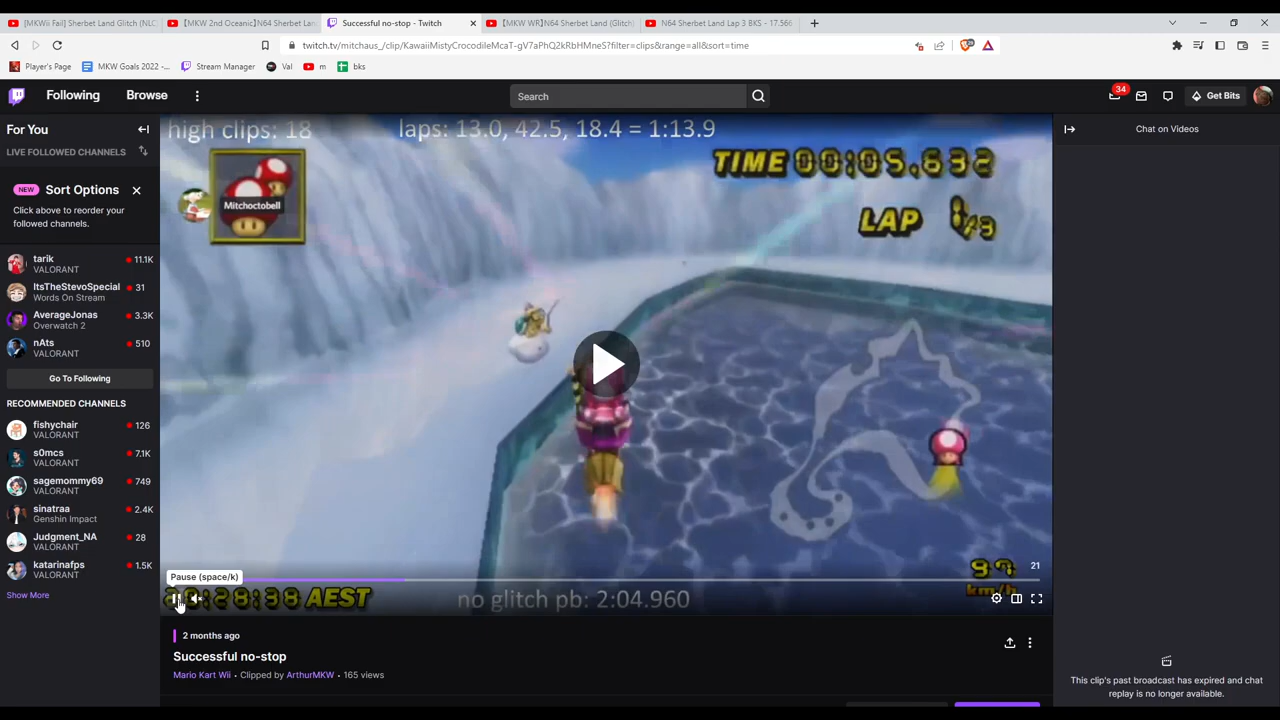 [MKWii Fail] Sherbet Land Glitch (NLC
【MKW 2nd Oceanic】N64 Sherbet Lan
Successful no-stop - Twitch
【MKW WR】N64 Sherbet Land (Glitch)
N64 Sherbet Land Lap 3 BKS - 17.566
twitch.tv/mitchaus_/clip/KawaiiMistyCrocodileMcaT-gV7aPhQ2kRbHMneS?filter=clips&range=all&sort=time
Player's Page
MKW Goals 2022 -...
Stream Manager
Val
m
bks
Following
Browse
Search
34
Get Bits
For You
LIVE FOLLOWED CHANNELS
NEW Sort Options
Click above to reorder your
followed channels.
tarik 11.1K
VALORANT
ItsTheStevoSpecial 31
Words On Stream
AverageJonas 3.3K
Overwatch 2
nAts 510
VALORANT
Go To Following
RECOMMENDED CHANNELS
fishychair 126
VALORANT
s0mcs 7.1K
VALORANT
sagemommy69 749
VALORANT
sinatraa 2.4K
Genshin Impact
Judgment_NA 28
VALORANT
katarinafps 1.5K
VALORANT
Show More
high clips: 18
laps: 13.0, 42.5, 18.4 = 1:13.9
TIME 00:05.632
LAP 1/3
Mitchoctobell
97
km/h
21
Pause (space/k)
:28:38 AEST
no glitch pb: 2:04.960
2 months ago
Successful no-stop
Mario Kart Wii • Clipped by ArthurMKW • 165 views
Chat on Videos
This clip's past broadcast has expired and chat
replay is no longer available.